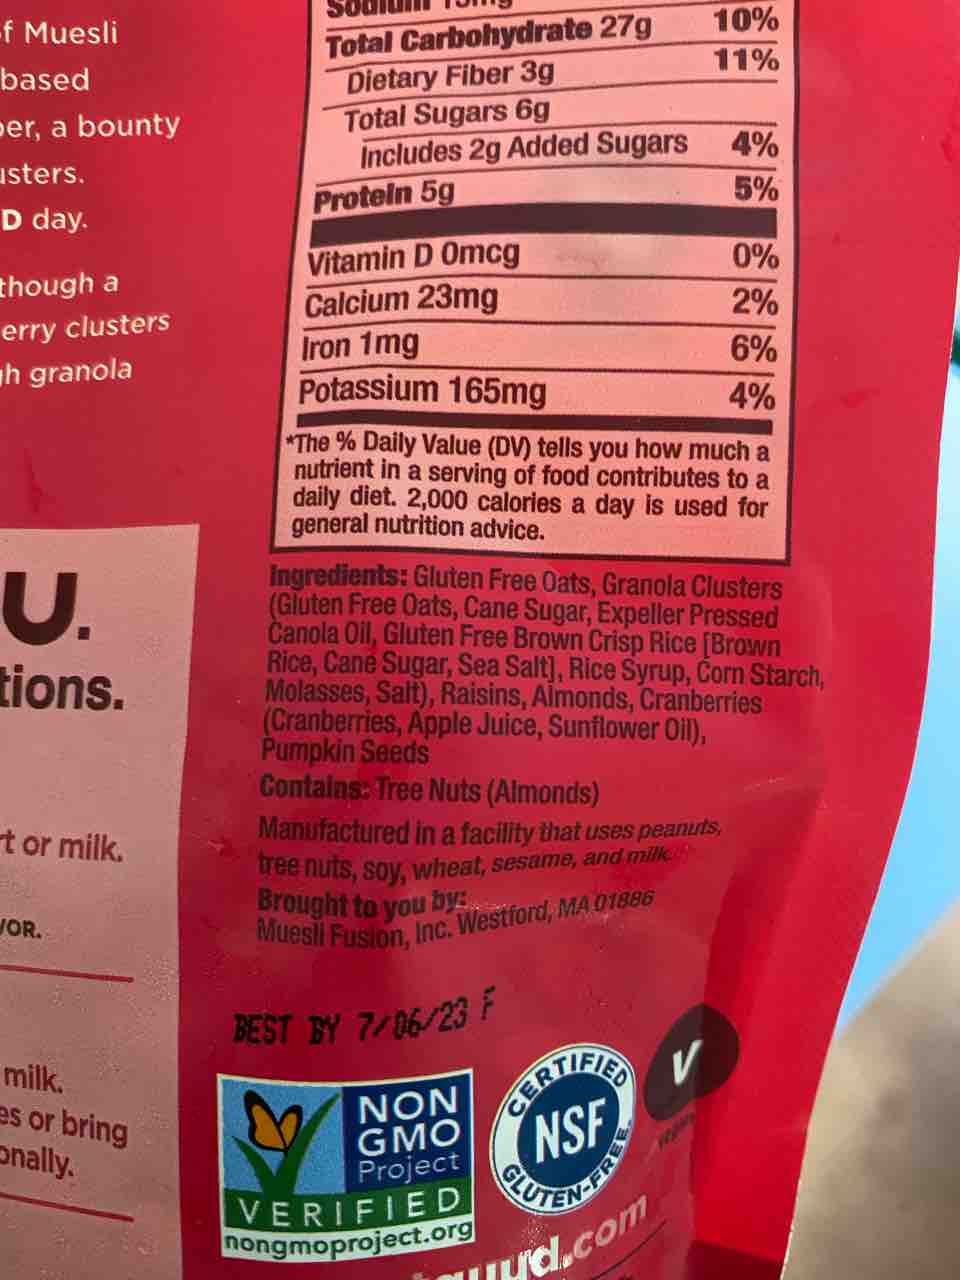 of Muesli
based
er, a bounty
sters.
D day.
though a
erry clusters
gh granola
Sodium 15mg
Total Carbohydrate 27g 10%
Dietary Fiber 3g 11%
Total Sugars 6g
Includes 2g Added Sugars 4%
Protein 5g 5%
Vitamin D 0mcg 0%
Calcium 23mg 2%
Iron 1mg 6%
Potassium 165mg 4%
*The % Daily Value (DV) tells you how much a
nutrient in a serving of food contributes to a
daily diet. 2,000 calories a day is used for
general nutrition advice.
U.
tions.
t or milk.
VOR.
milk.
es or bring
onally.
Ingredients: Gluten Free Oats, Granola Clusters
(Gluten Free Oats, Cane Sugar, Expeller Pressed
Canola Oil, Gluten Free Brown Crisp Rice [Brown
Rice, Cane Sugar, Sea Salt], Rice Syrup, Corn Starch,
Molasses, Salt), Raisins, Almonds, Cranberries
(Cranberries, Apple Juice, Sunflower Oil),
Pumpkin Seeds
Contains: Tree Nuts (Almonds)
Manufactured in a facility that uses peanuts,
tree nuts, soy, wheat, sesame, and milk.
Brought to you by:
Muesli Fusion, Inc. Westford, MA 01886
BEST BY 7/06/23 F
NON
GMO
Project
VERIFIED
nongmoproject.org
CERTIFIED
NSF
GLUTEN-FREE
V
.com